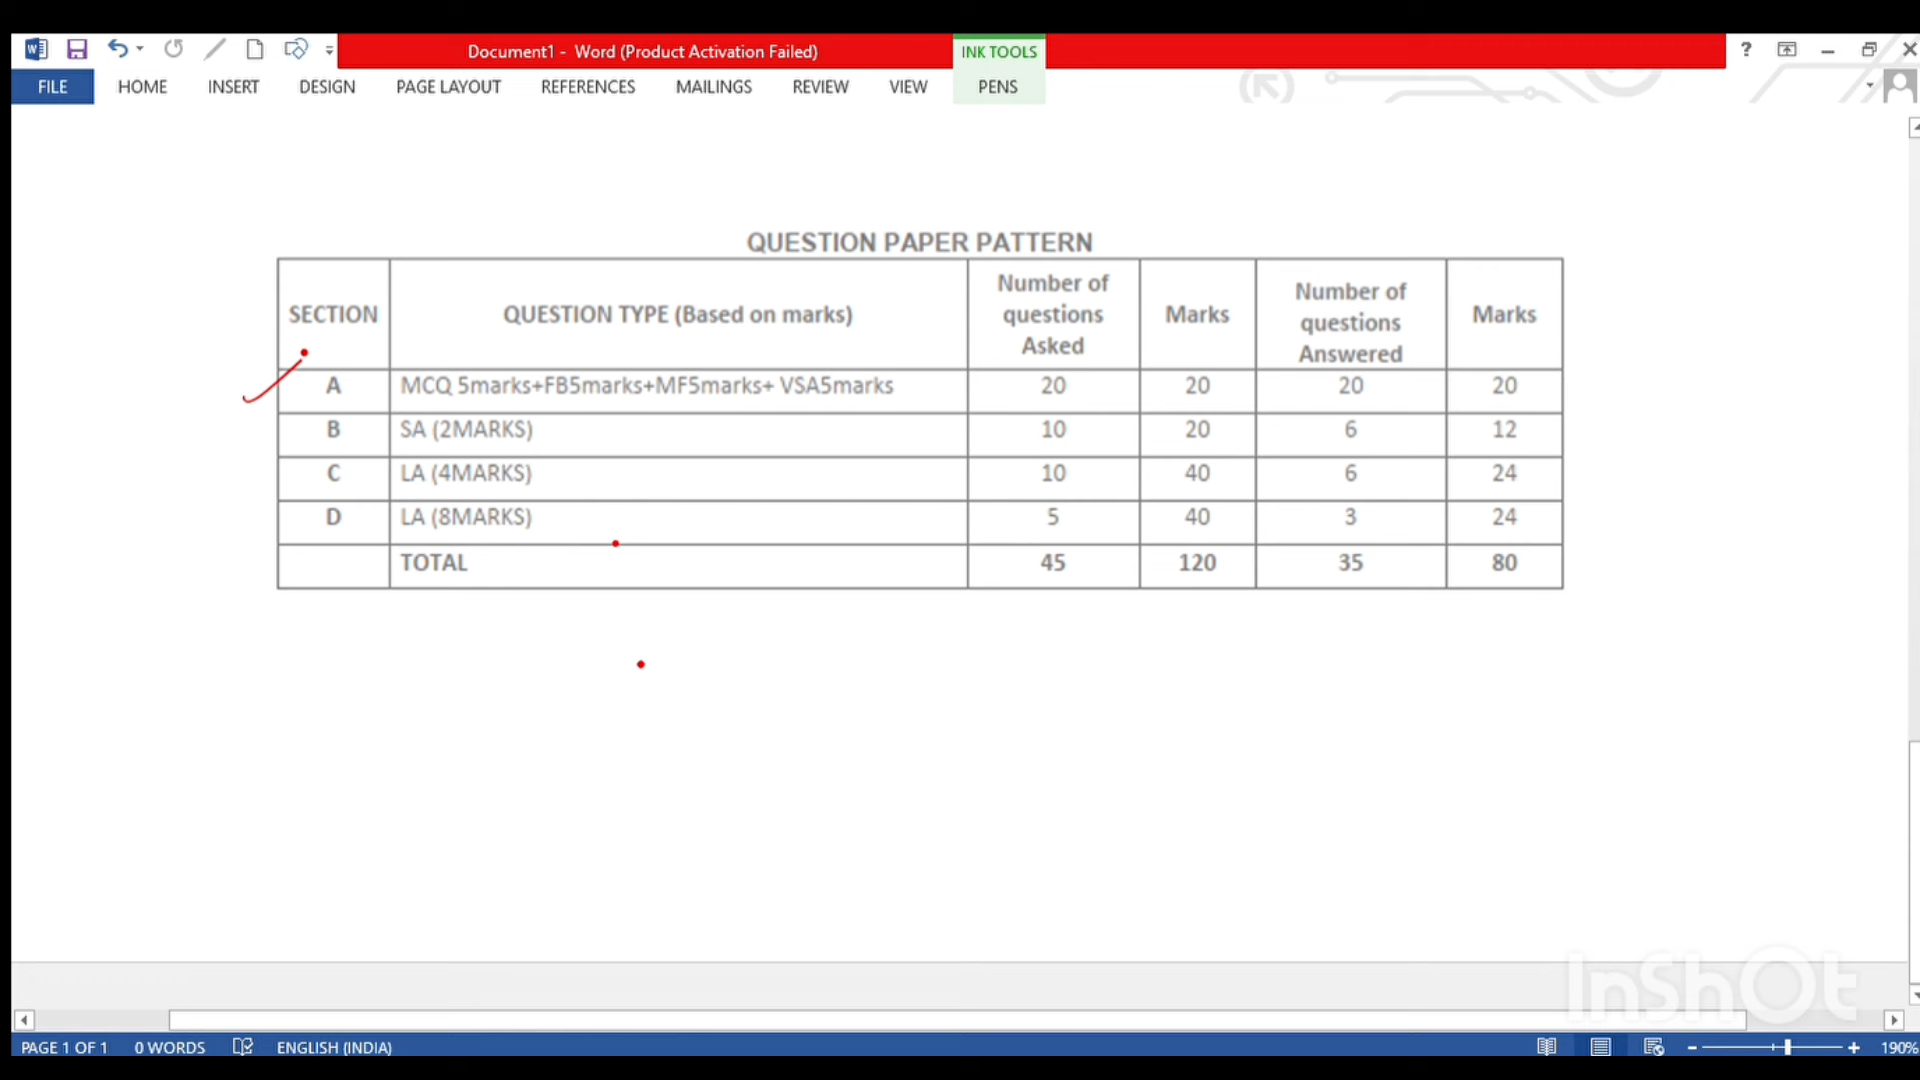 Document1 - Word (Product Activation Failed)
INK TOOLS
?
FILE HOME INSERT DESIGN PAGE LAYOUT REFERENCES MAILINGS REVIEW VIEW PENS
QUESTION PAPER PATTERN
SECTION QUESTION TYPE (Based on marks) Number of questions Asked Marks Number of questions Answered Marks
A MCQ 5marks+FB5marks+MF5marks+ VSA5marks 20 20 20 20
B SA (2MARKS) 10 20 6 12
C LA (4MARKS) 10 40 6 24
D LA (8MARKS) 5 40 3 24
TOTAL 45 120 35 80
InShOt
PAGE 1 OF 1 0 WORDS ENGLISH (INDIA) 190%